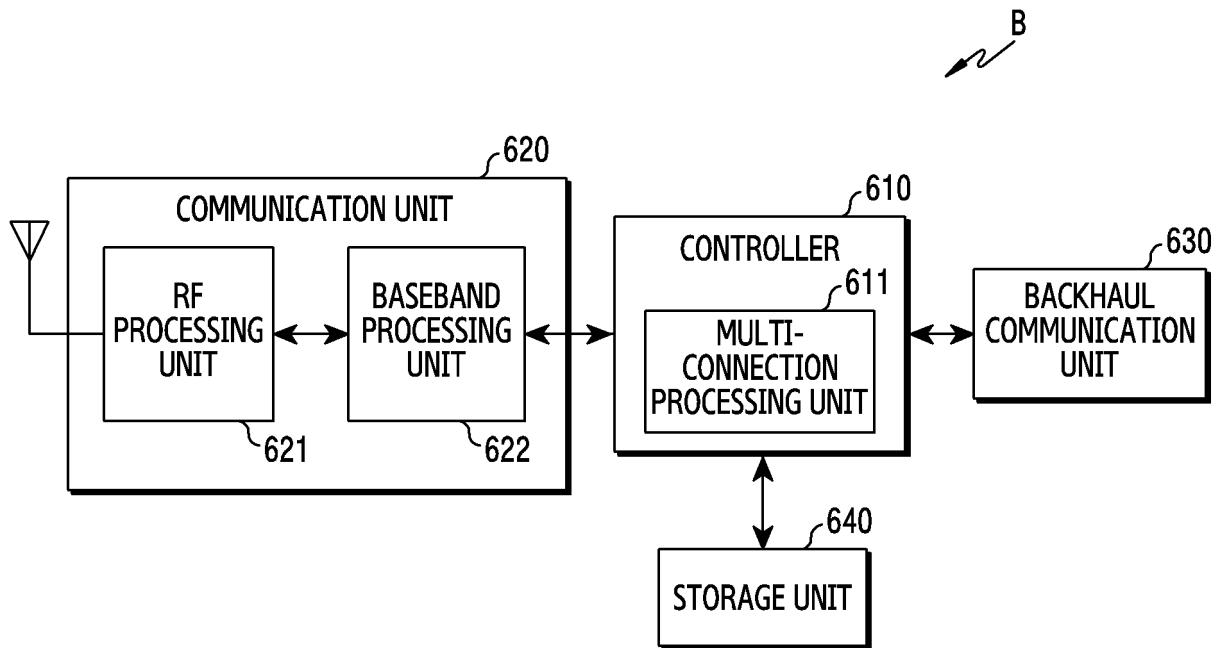 B
620
COMMUNICATION UNIT
RF
PROCESSING
UNIT
621
BASEBAND
PROCESSING
UNIT
622
610
CONTROLLER
611
MULTI-
CONNECTION
PROCESSING UNIT
630
BACKHAUL
COMMUNICATION
UNIT
640
STORAGE UNIT